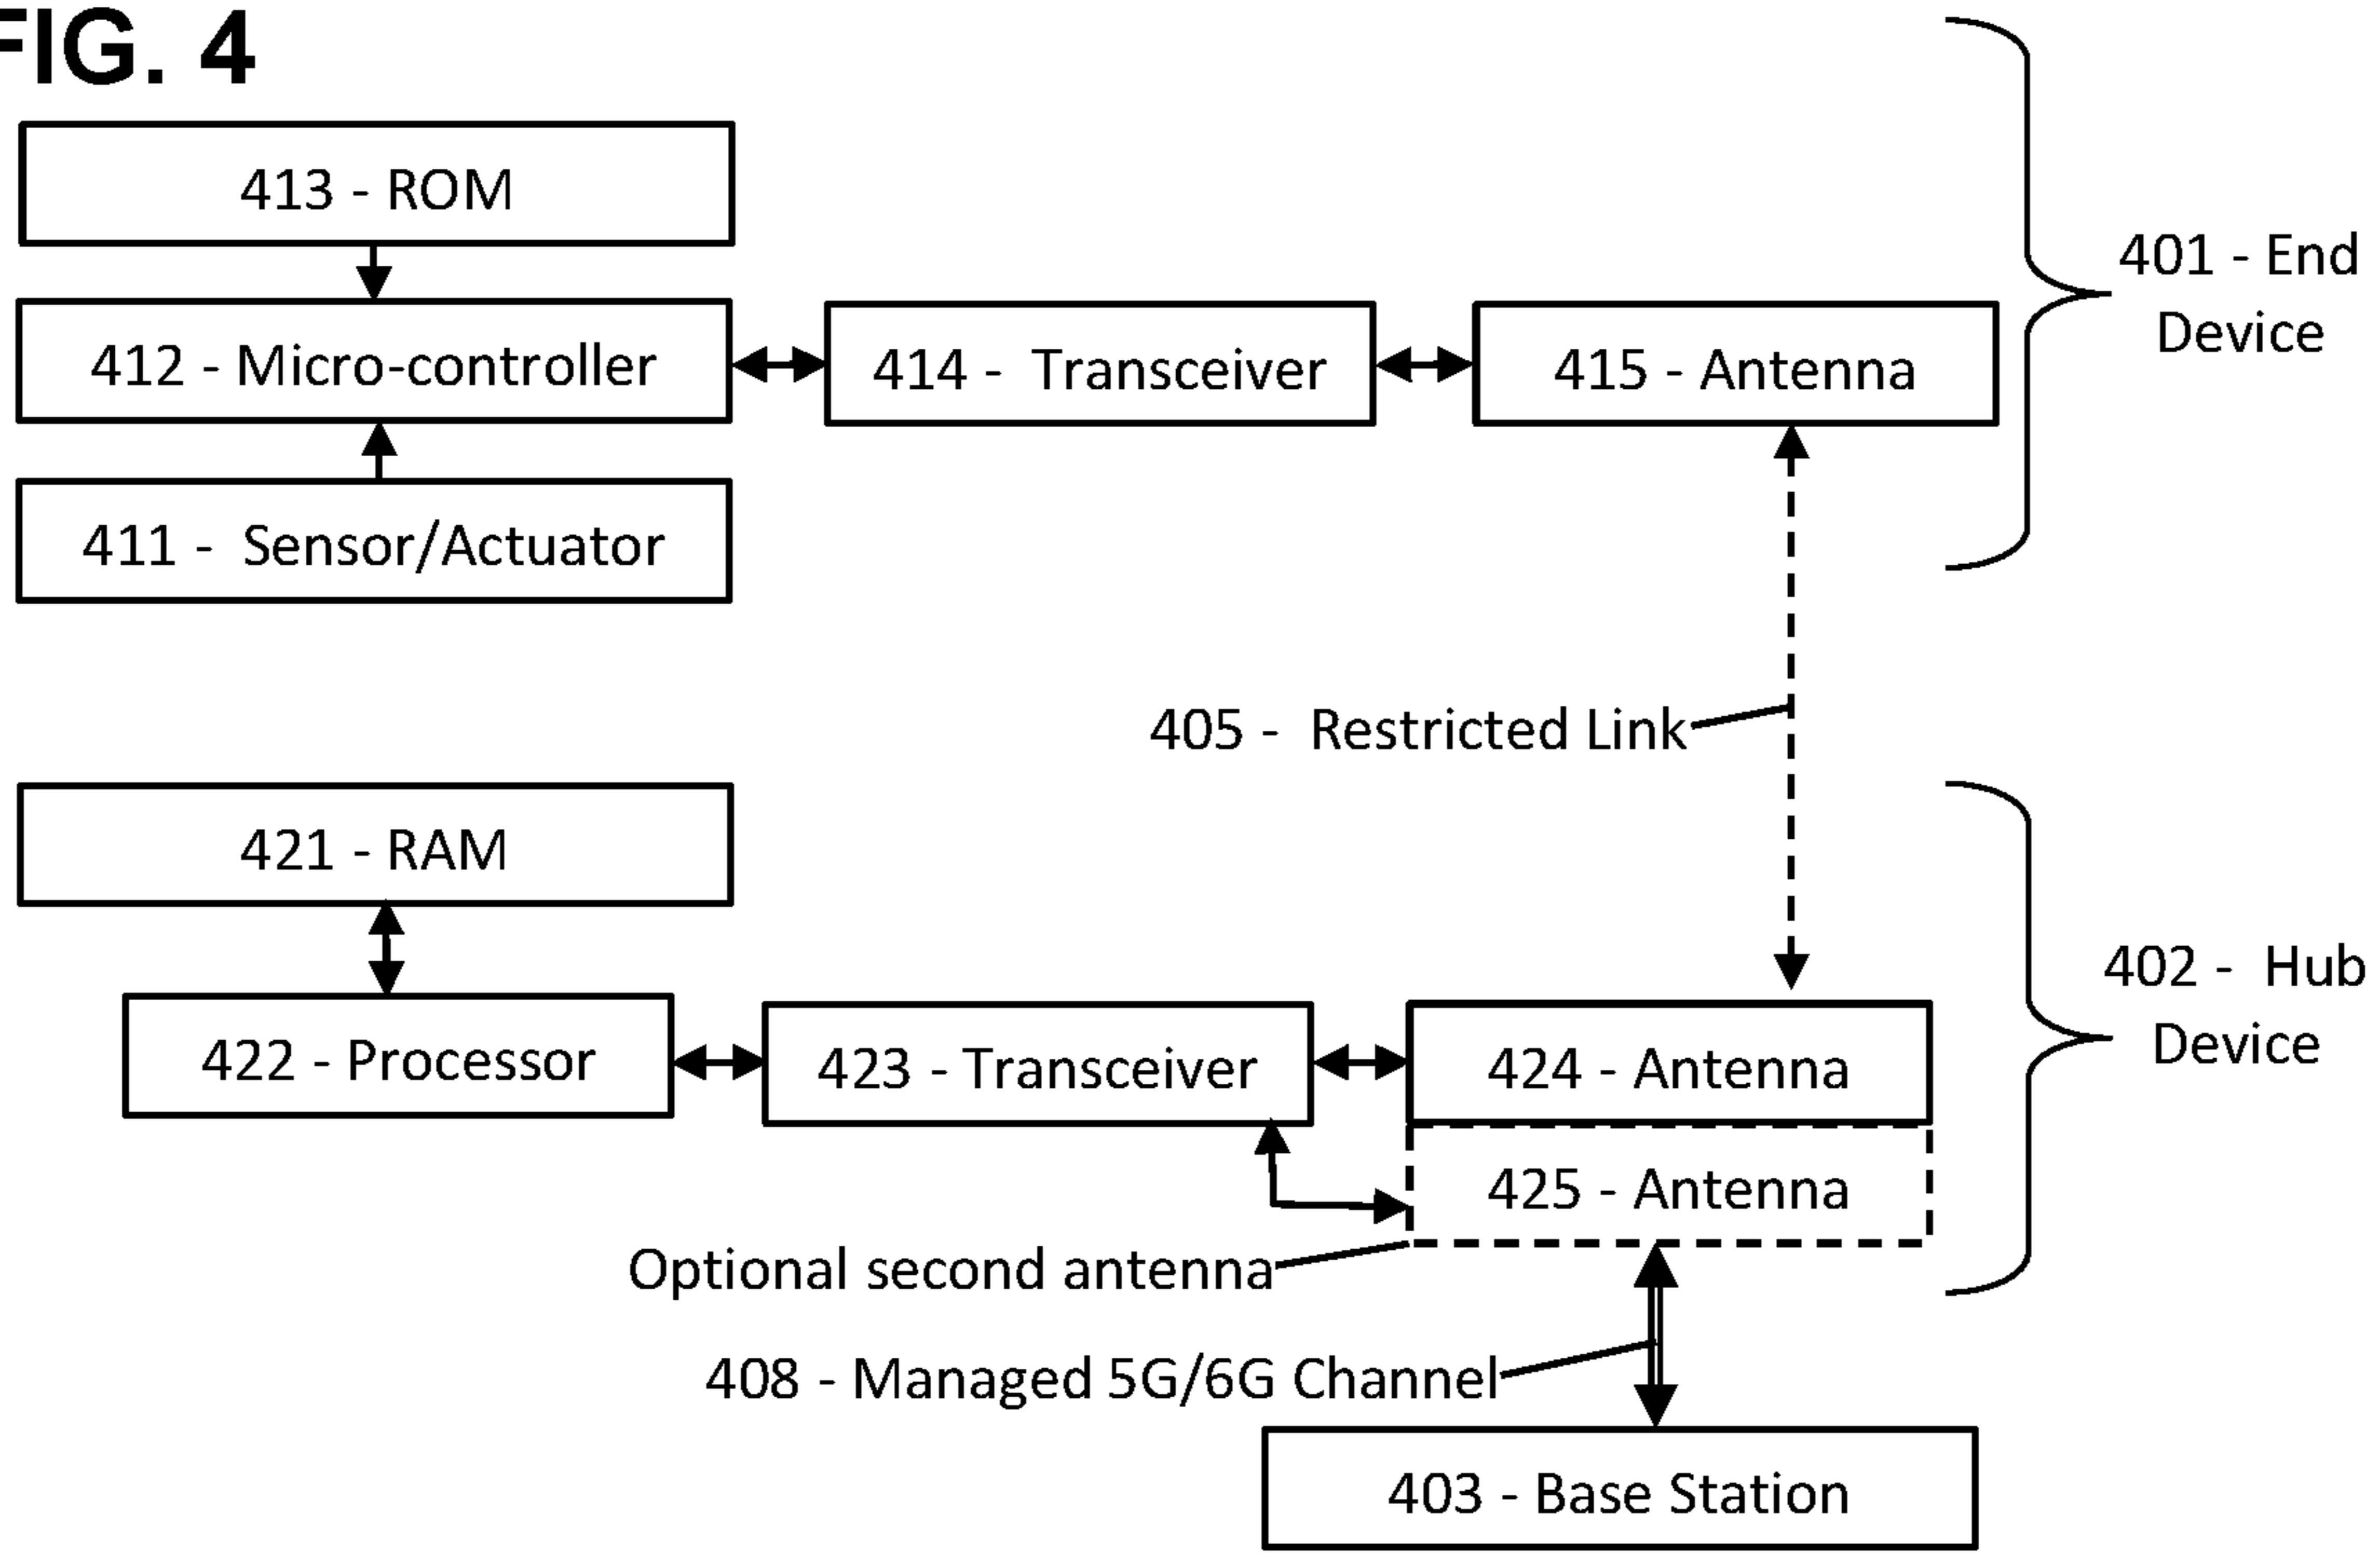 FIG. 4
413 - ROM
401 - End
Device
412 - Micro-controller
414 - Transceiver
415 - Antenna
411 - Sensor/Actuator
405 - Restricted Link
421 - RAM
402 - Hub
Device
422 - Processor
423 - Transceiver
424 - Antenna
425 - Antenna
Optional second antenna
408 - Managed 5G/6G Channel
403 - Base Station